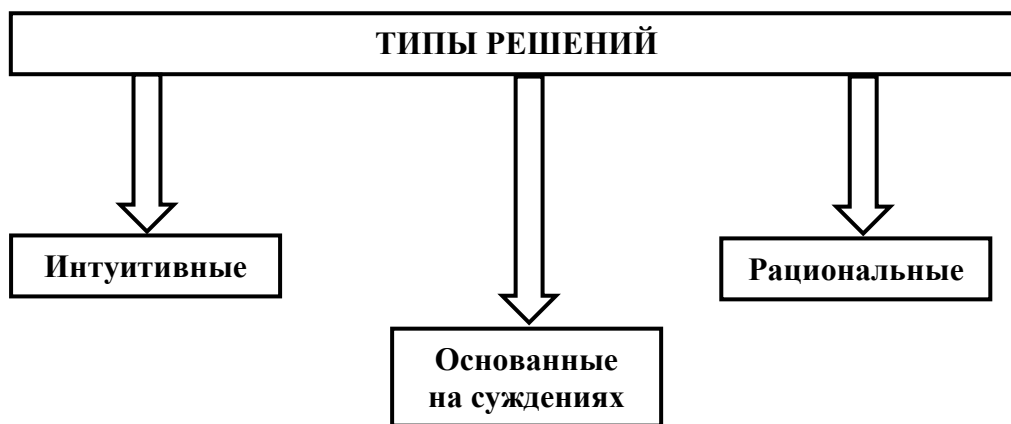 ТИПЫ РЕШЕНИЙ
Интуитивные
Рациональные
Основанные
на суждениях